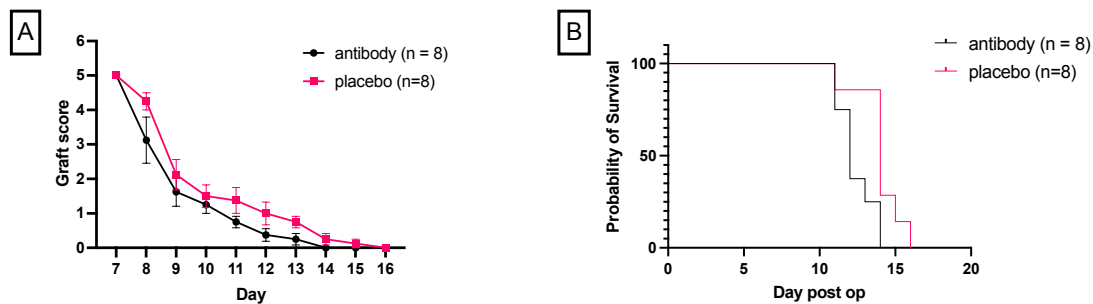 A
Graft score
6
5
4
3
2
1
0
7 8 9 10 11 12 13 14 15 16
Day
antibody (n = 8)
placebo (n=8)
B
Probability of Survival
100
50
0
0 5 10 15 20
Day post op
antibody (n = 8)
placebo (n=8)